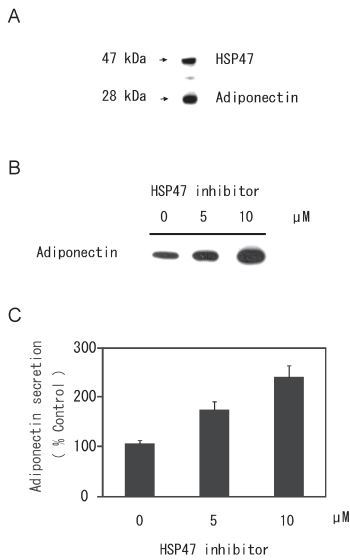 A
47 kDa → HSP47
28 kDa → Adiponectin
B
HSP47 inhibitor
0 5 10 μM
Adiponectin
C
Adiponectin secretion
( % Control )
300
200
100
0
0 5 10 μM
HSP47 inhibitor